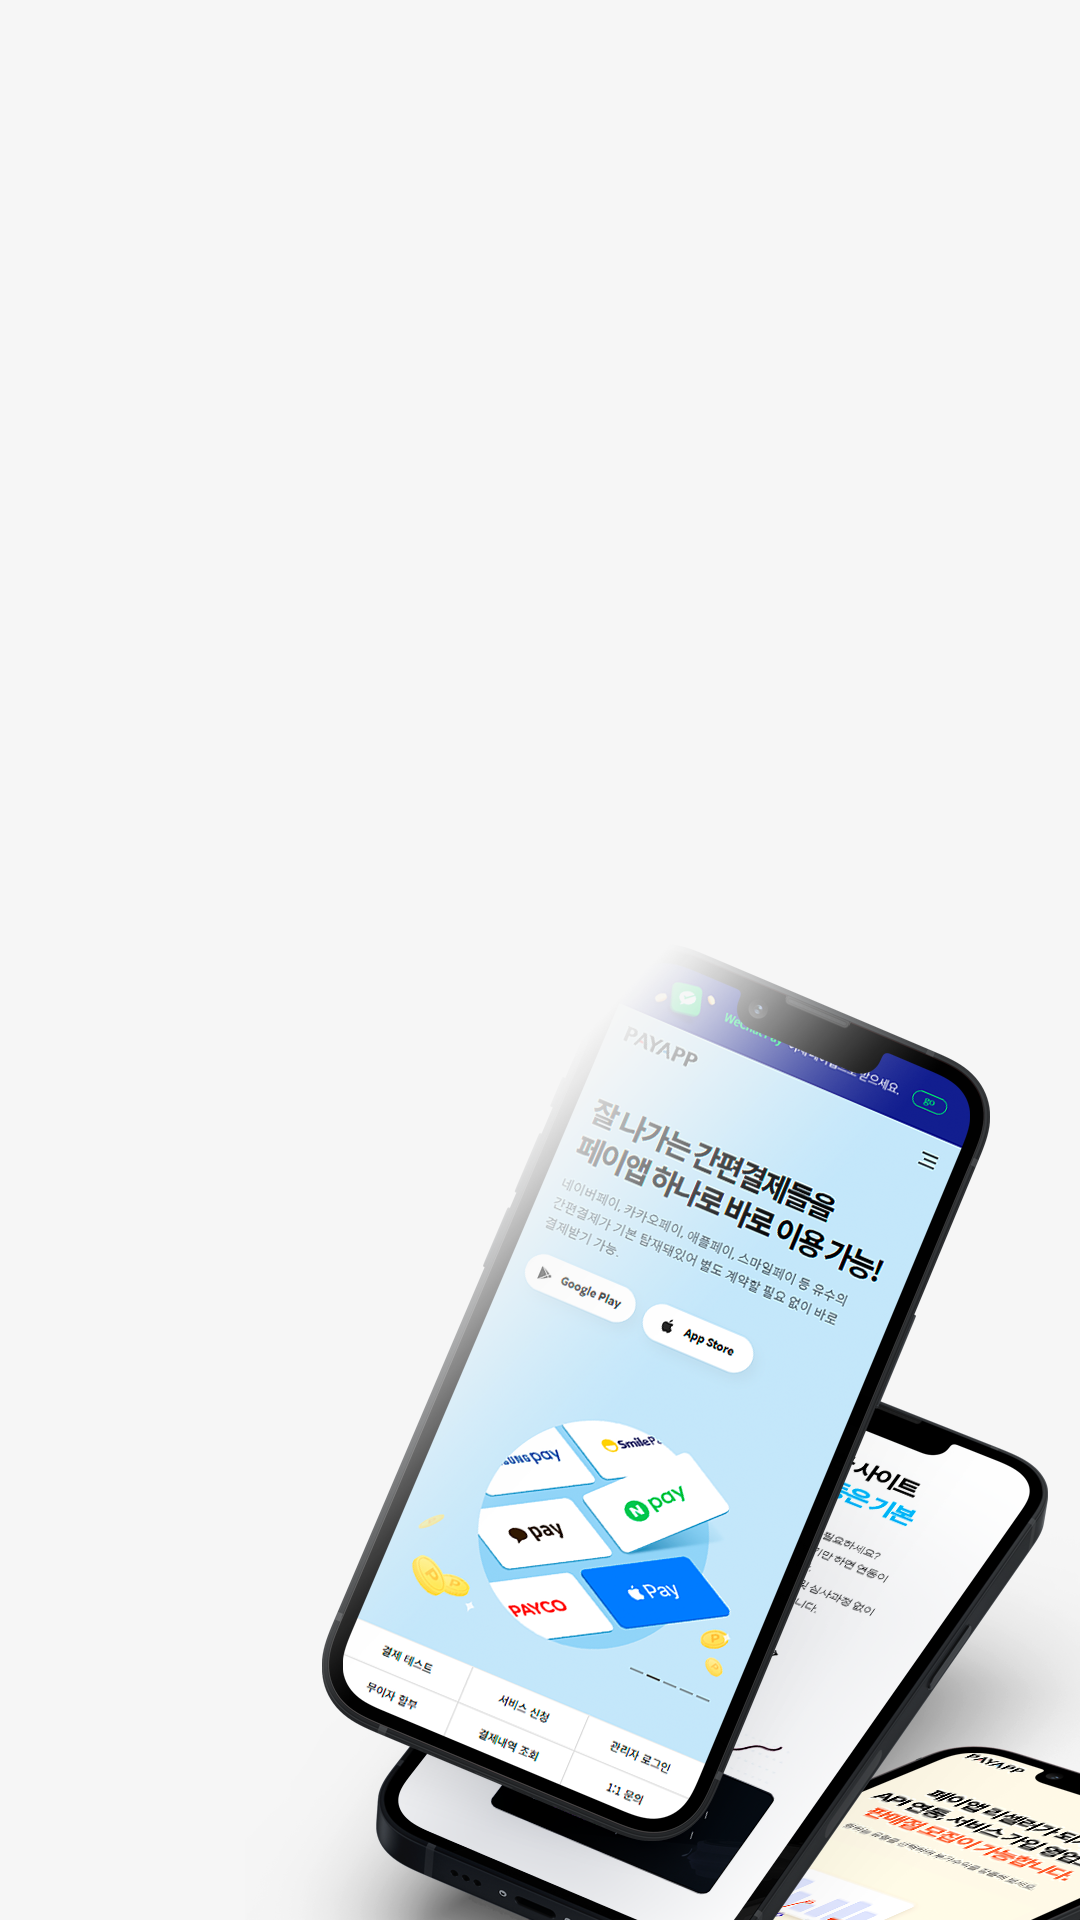 WeChat Pay
받으세요.
go
PAYAPP
잘 나가는 간편결제들을
페이앱 하나로 바로 이용 가능!
네이버페이, 카카오페이, 애플페이, 스마일페이 등 유수의
간편결제가 기본 탑재돼있어 별도 계약할 필요 없이 바로
결제받기 가능.
Google Play
App Store
SUNG pay
SmileP
pay
N pay
PAYCO
Pay
결제 테스트
서비스 신청
관리자 로그인
무이자 할부
결제내역 조회
1:1 문의
사이트
등은 기본
필요하세요?
지만 하면 연동이
심사과정 없이
니다.
PAYAPP
페이앱 리셀러가 되
API 연동, 서비스 가입 영업
판매점 모집이 가능합니다.